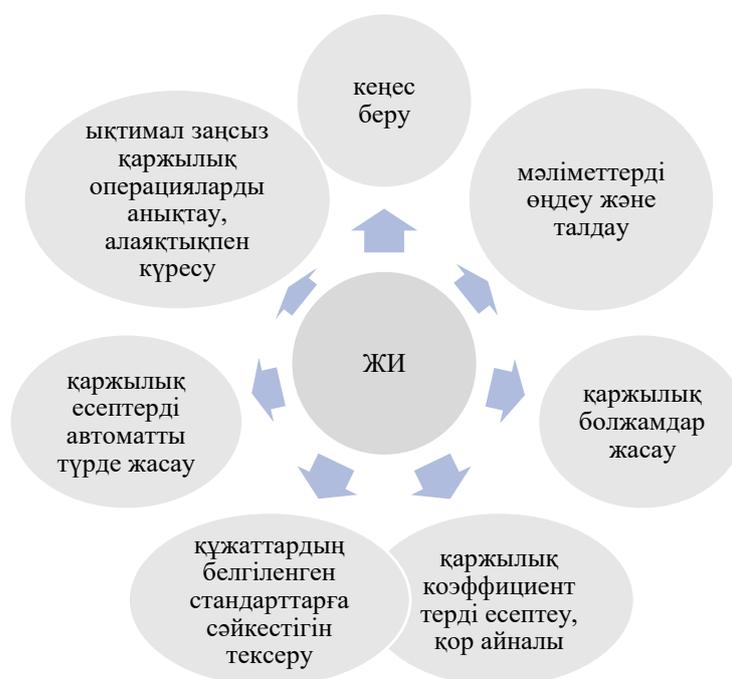 кеңес
беру
ықтимал заңсыз
қаржылық
операцияларды
анықтау,
алаяқтықпен
күресу
мәліметтерді
өңдеу және
талдау
ЖИ
қаржылық
есептерді
автоматты
түрде жасау
қаржылық
болжамдар
жасау
құжаттардың
белгіленген
стандарттарға
сәйкестігін
тексеру
қаржылық
коэффициент
терді есептеу,
қор айналы